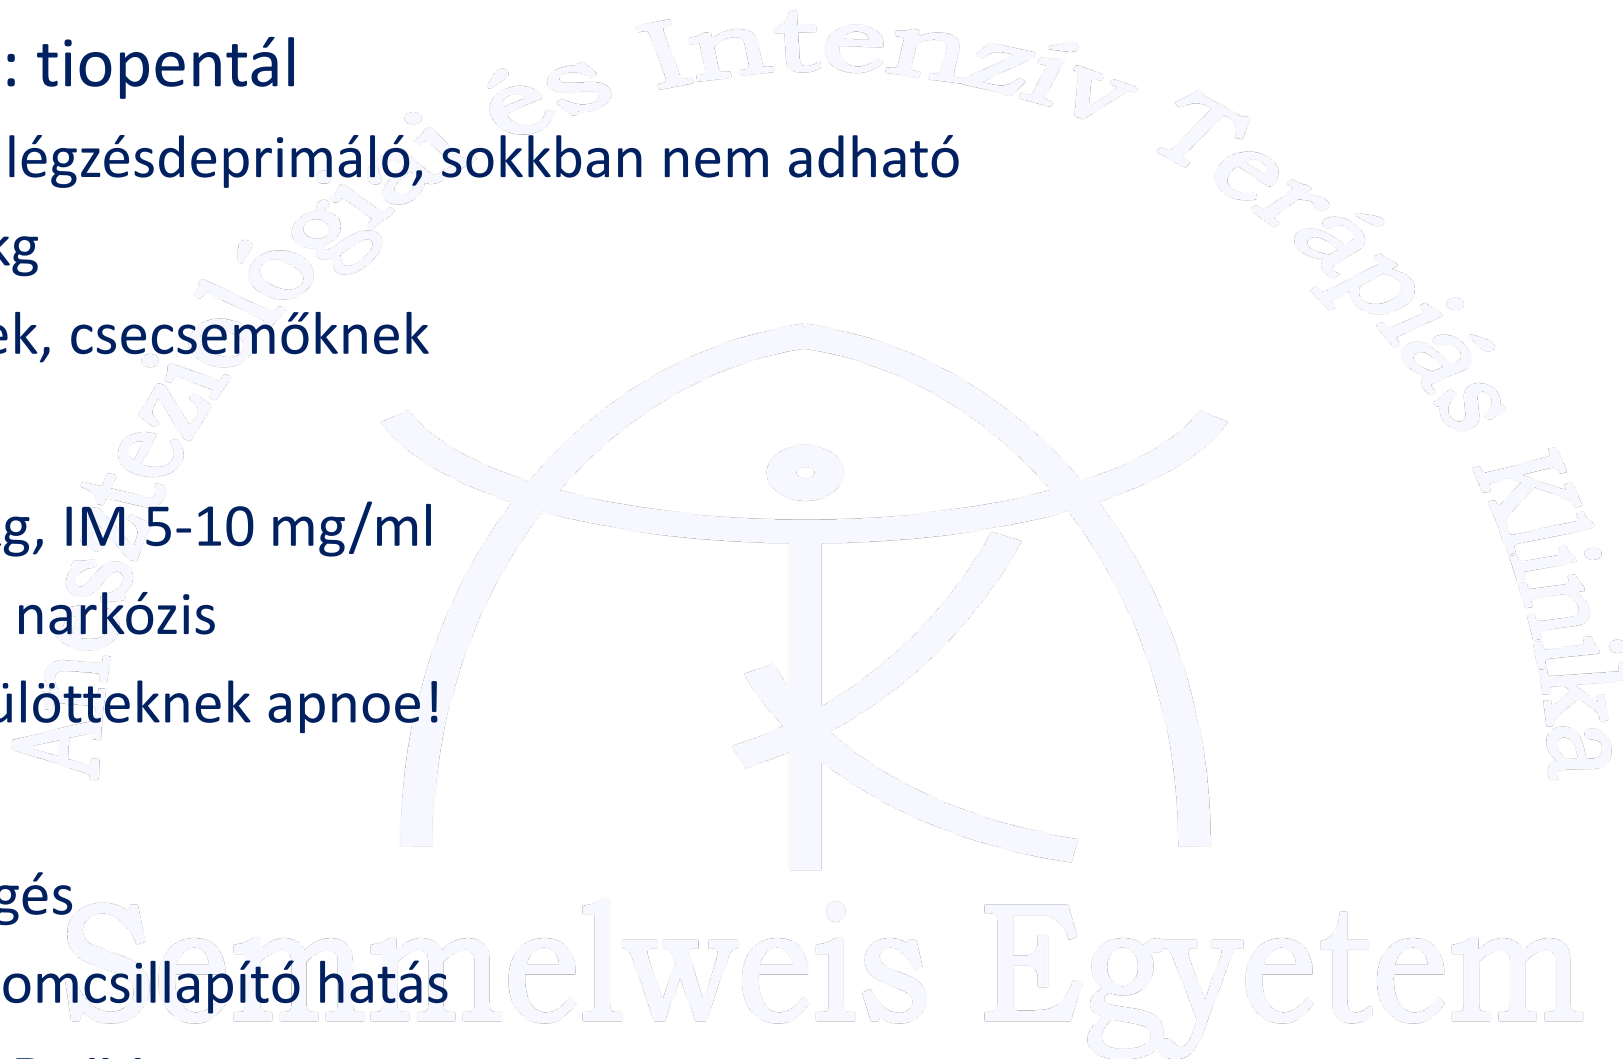 : tiopentál
légzésdeprimáló, sokkban nem adható
kg
ek, csecsemőknek
g, IM 5-10 mg/ml
narkózis
ülötteknek apnoe!
gés
omcsillapító hatás
Aneszteziológiai és Intenzív Terápiás Klinika
Semmelweis Egyetem